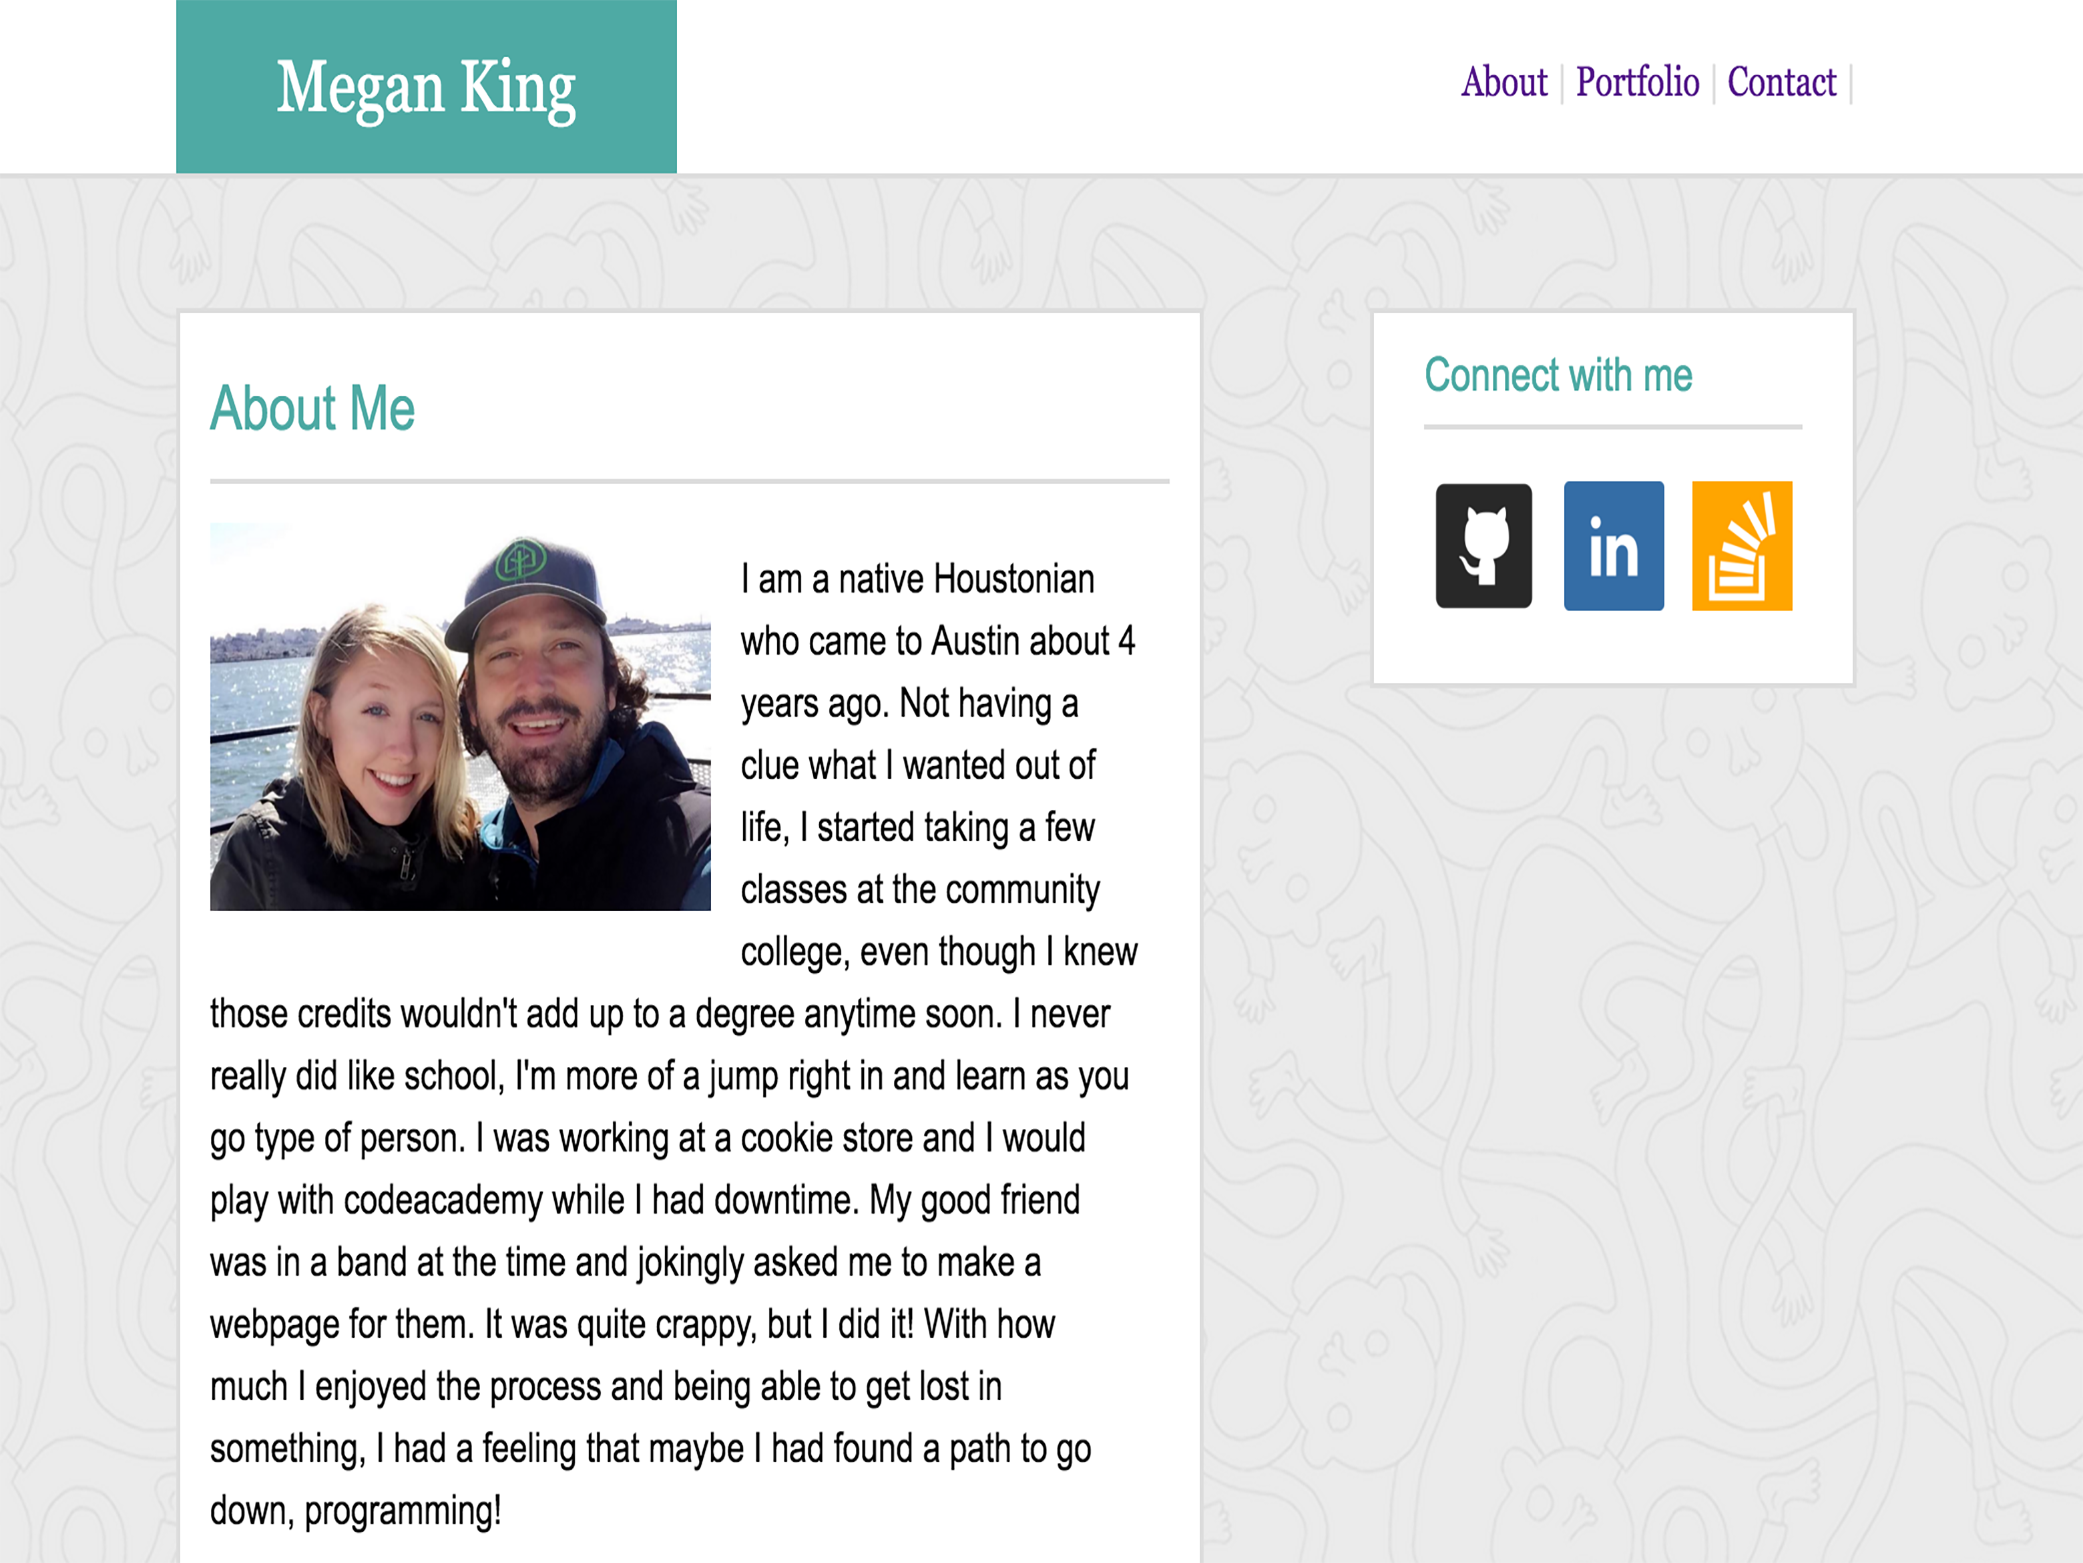 Megan King
About Portfolio Contact
About Me
I am a native Houstonian
who came to Austin about 4
years ago. Not having a
clue what I wanted out of
life, I started taking a few
classes at the community
college, even though I knew
those credits wouldn't add up to a degree anytime soon. I never
really did like school, I'm more of a jump right in and learn as you
go type of person. I was working at a cookie store and I would
play with codeacademy while I had downtime. My good friend
was in a band at the time and jokingly asked me to make a
webpage for them. It was quite crappy, but I did it! With how
much I enjoyed the process and being able to get lost in
something, I had a feeling that maybe I had found a path to go
down, programming!
Connect with me
in